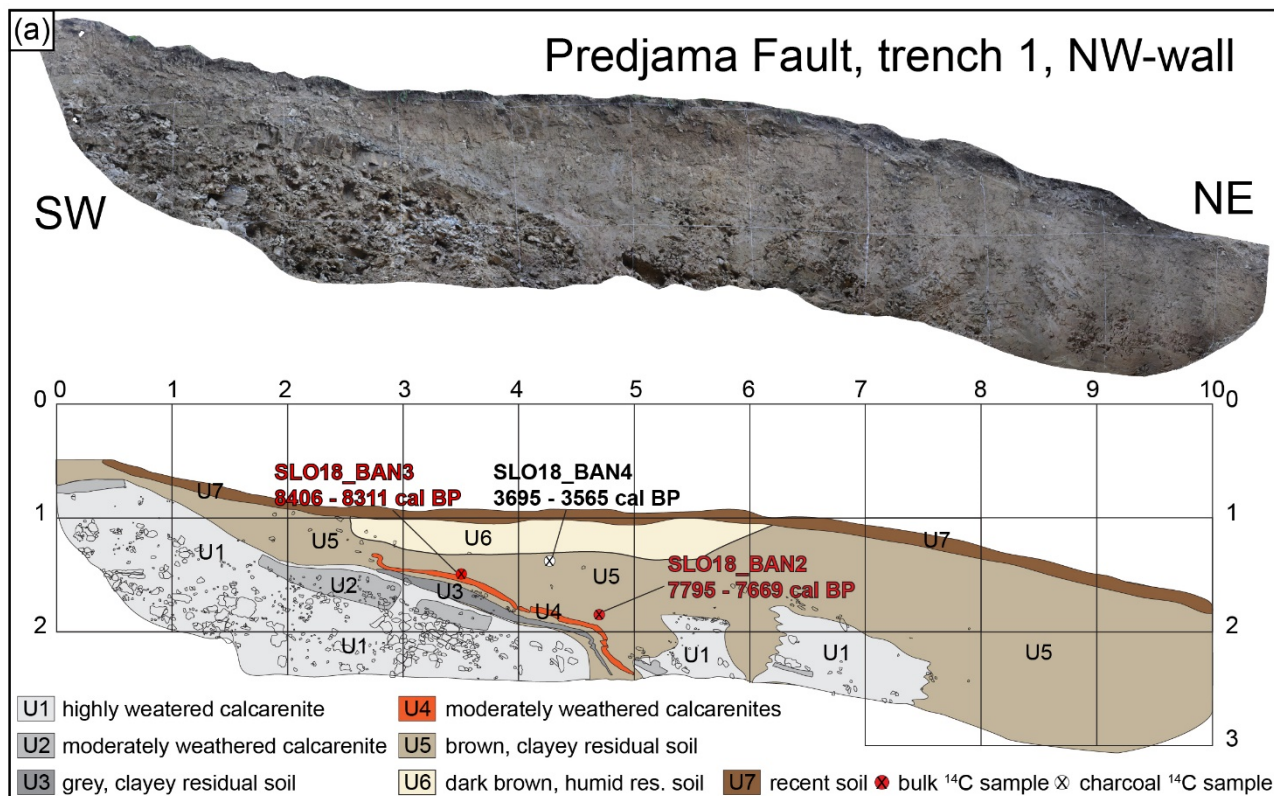 (a)
Predjama Fault, trench 1, NW-wall
SW
NE
0 1 2 3 4 5 6 7 8 9 10
0 0
SLO18_BAN3
8406 - 8311 cal BP
SLO18_BAN4
3695 - 3565 cal BP
U7
1 1
U6
U7
U5
SLO18_BAN2
7795 - 7669 cal BP
U1
U5
U2
U3
U4
2 2
U1
U1
U1
U5
U1 highly weatered calcarenite
U4 moderately weathered calcarenites
U2 moderately weathered calcarenite
U5 brown, clayey residual soil
3
U3 grey, clayey residual soil
U6 dark brown, humid res. soil
U7 recent soil
bulk ¹⁴C sample
charcoal ¹⁴C sample